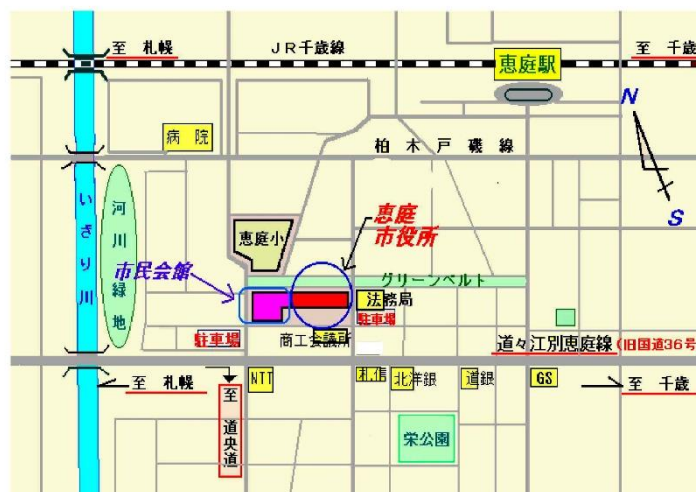 至 札幌
JR千歳線
至 千歳
恵庭駅
N
S
病院
柏木戸磯線
いざり川
河川緑地
恵庭小
恵庭
市役所
市民会館
グリーンベルト
法務局
駐車場
駐車場
商工会議所
道々江別恵庭線(旧国道36号
至 札幌
NTT
札信
北洋銀
道銀
GS
至 千歳
至 道央道
栄公園